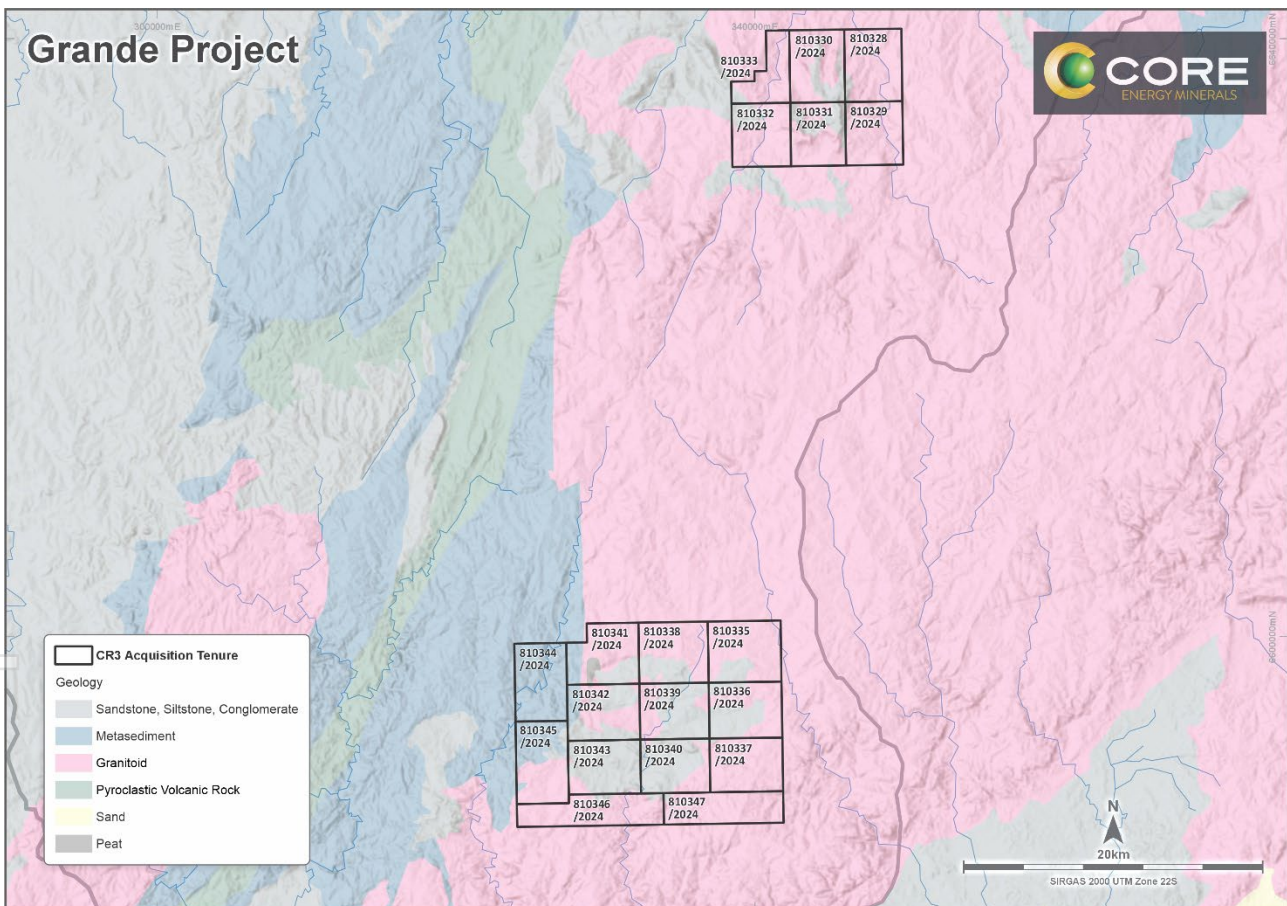 300000mE
340000mE
Grande Project
6640000mN
CORE
ENERGY MINERALS
810333
/2024
810330
/2024
810328
/2024
810332
/2024
810331
/2024
810329
/2024
810344
/2024
810341
/2024
810338
/2024
810335
/2024
810342
/2024
810339
/2024
810336
/2024
810345
/2024
810343
/2024
810340
/2024
810337
/2024
810346
/2024
810347
/2024
6600000mN
CR3 Acquisition Tenure
Geology
Sandstone, Siltstone, Conglomerate
Metasediment
Granitoid
Pyroclastic Volcanic Rock
Sand
Peat
N
20km
SIRGAS 2000 UTM Zone 22S